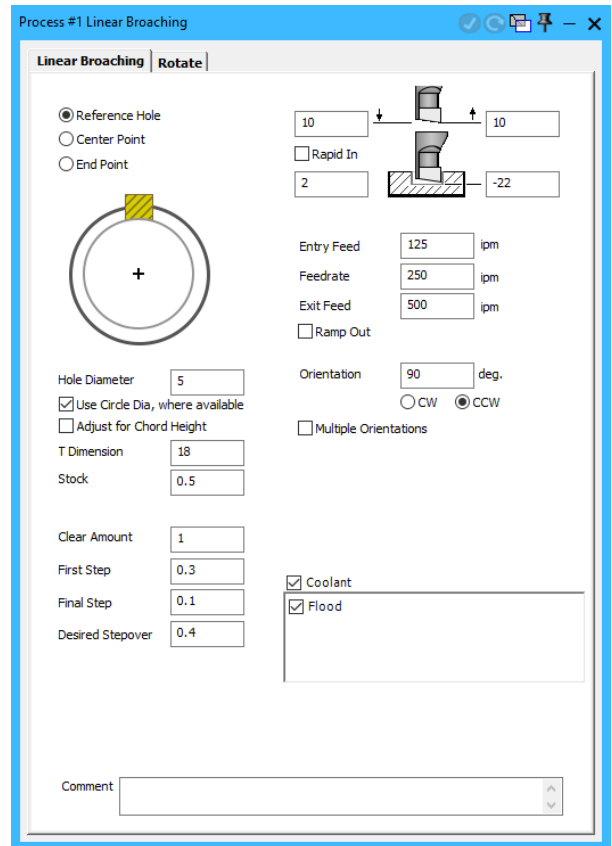 Process #1 Linear Broaching
Linear Broaching Rotate
Reference Hole
Center Point
End Point
10 10
Rapid In
2 -22
Entry Feed 125 ipm
Feedrate 250 ipm
Exit Feed 500 ipm
Ramp Out
Hole Diameter 5
Use Circle Dia, where available
Adjust for Chord Height
T Dimension 18
Stock 0.5
Orientation 90 deg.
CW CCW
Multiple Orientations
Clear Amount 1
First Step 0.3
Final Step 0.1
Desired Stepover 0.4
Coolant
Flood
Comment